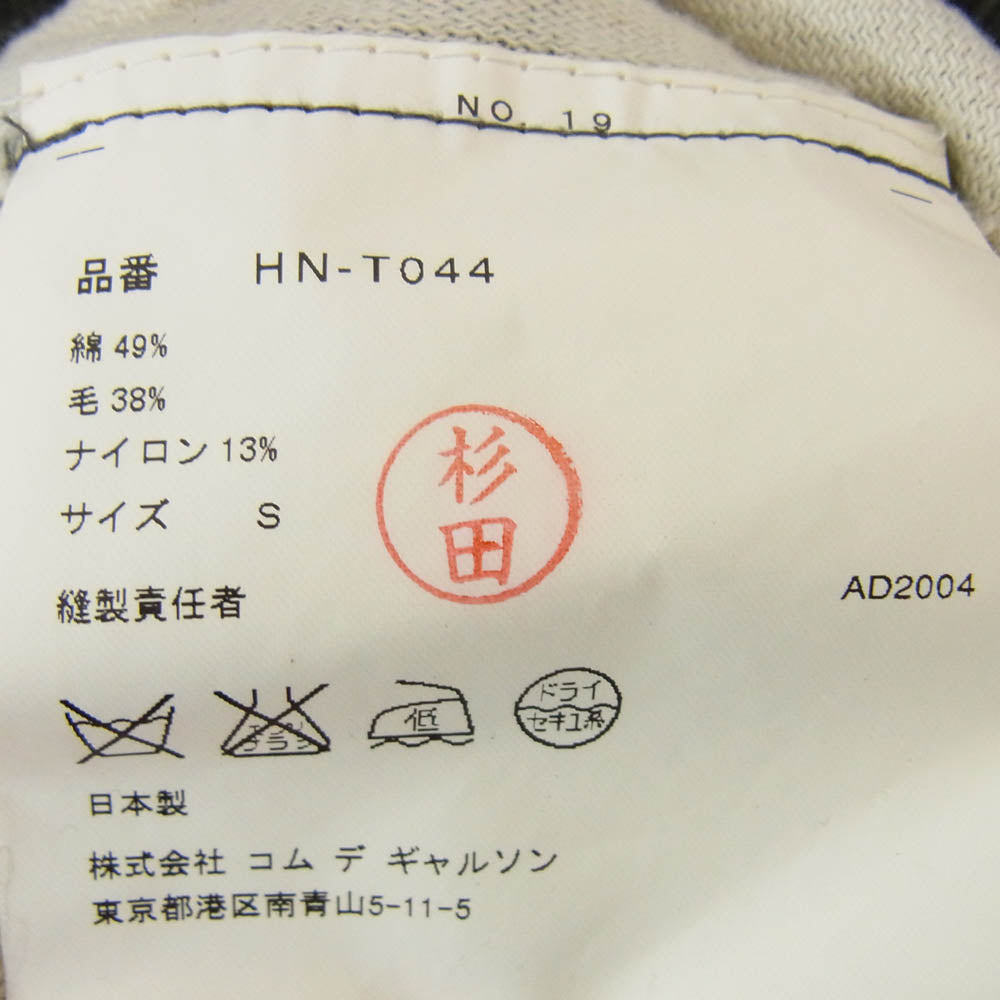 NO. 19
品番 HN-T044
綿 49%
毛 38%
ナイロン 13%
サイズ S
杉田
縫製責任者
AD2004
低
ドライ
セキユ系
日本製
株式会社 コム デ ギャルソン
東京都港区南青山5-11-5